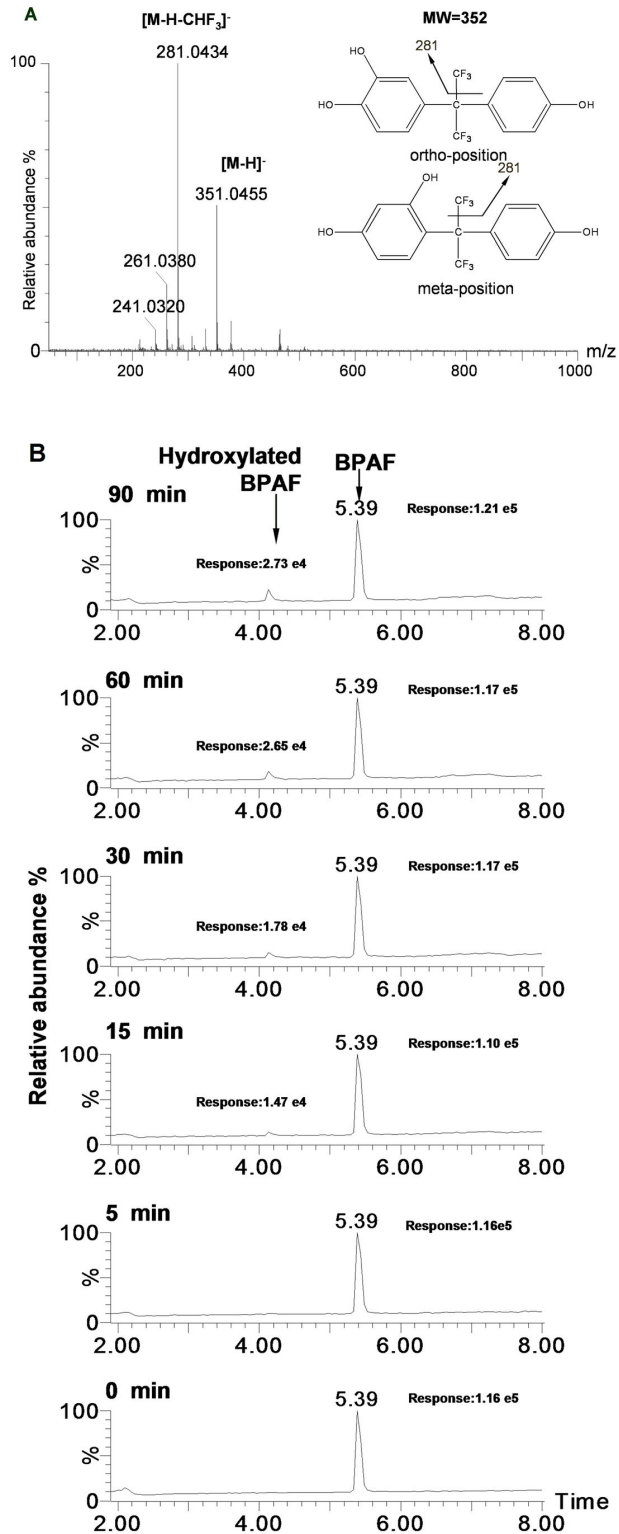 A
[M-H-CHF3]-
281.0434
MW=352
100
[M-H]-
351.0455
261.0380
241.0320
Relative abundance %
0
200
400
600
800
1000
m/z
281
HO
HO
CF3
C
CF3
OH
ortho-position
281
OH
HO
CF3
C
CF3
OH
meta-position
B
Hydroxylated
BPAF
BPAF
Relative abundance %
90 min
5.39
Response:1.21 e5
Response:2.73 e4
100
%
0
2.00 4.00 6.00 8.00
60 min
5.39
Response:1.17 e5
Response:2.65 e4
100
%
0
2.00 4.00 6.00 8.00
30 min
5.39
Response:1.17 e5
Response:1.78 e4
100
%
0
2.00 4.00 6.00 8.00
15 min
5.39
Response:1.10 e5
Response:1.47 e4
100
%
0
2.00 4.00 6.00 8.00
5 min
5.39
Response:1.16e5
100
%
0
2.00 4.00 6.00 8.00
0 min
5.39
Response:1.16 e5
100
%
0
Time
2.00 4.00 6.00 8.00